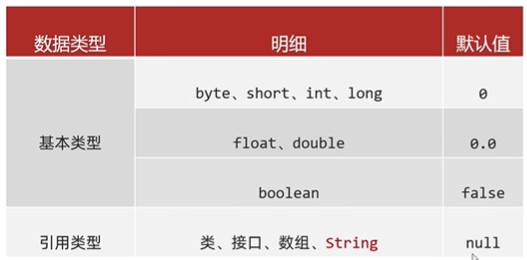 数据类型 明细 默认值
byte、short、int、long 0
基本类型 float、double 0.0
boolean false
引用类型 类、接口、数组、String null